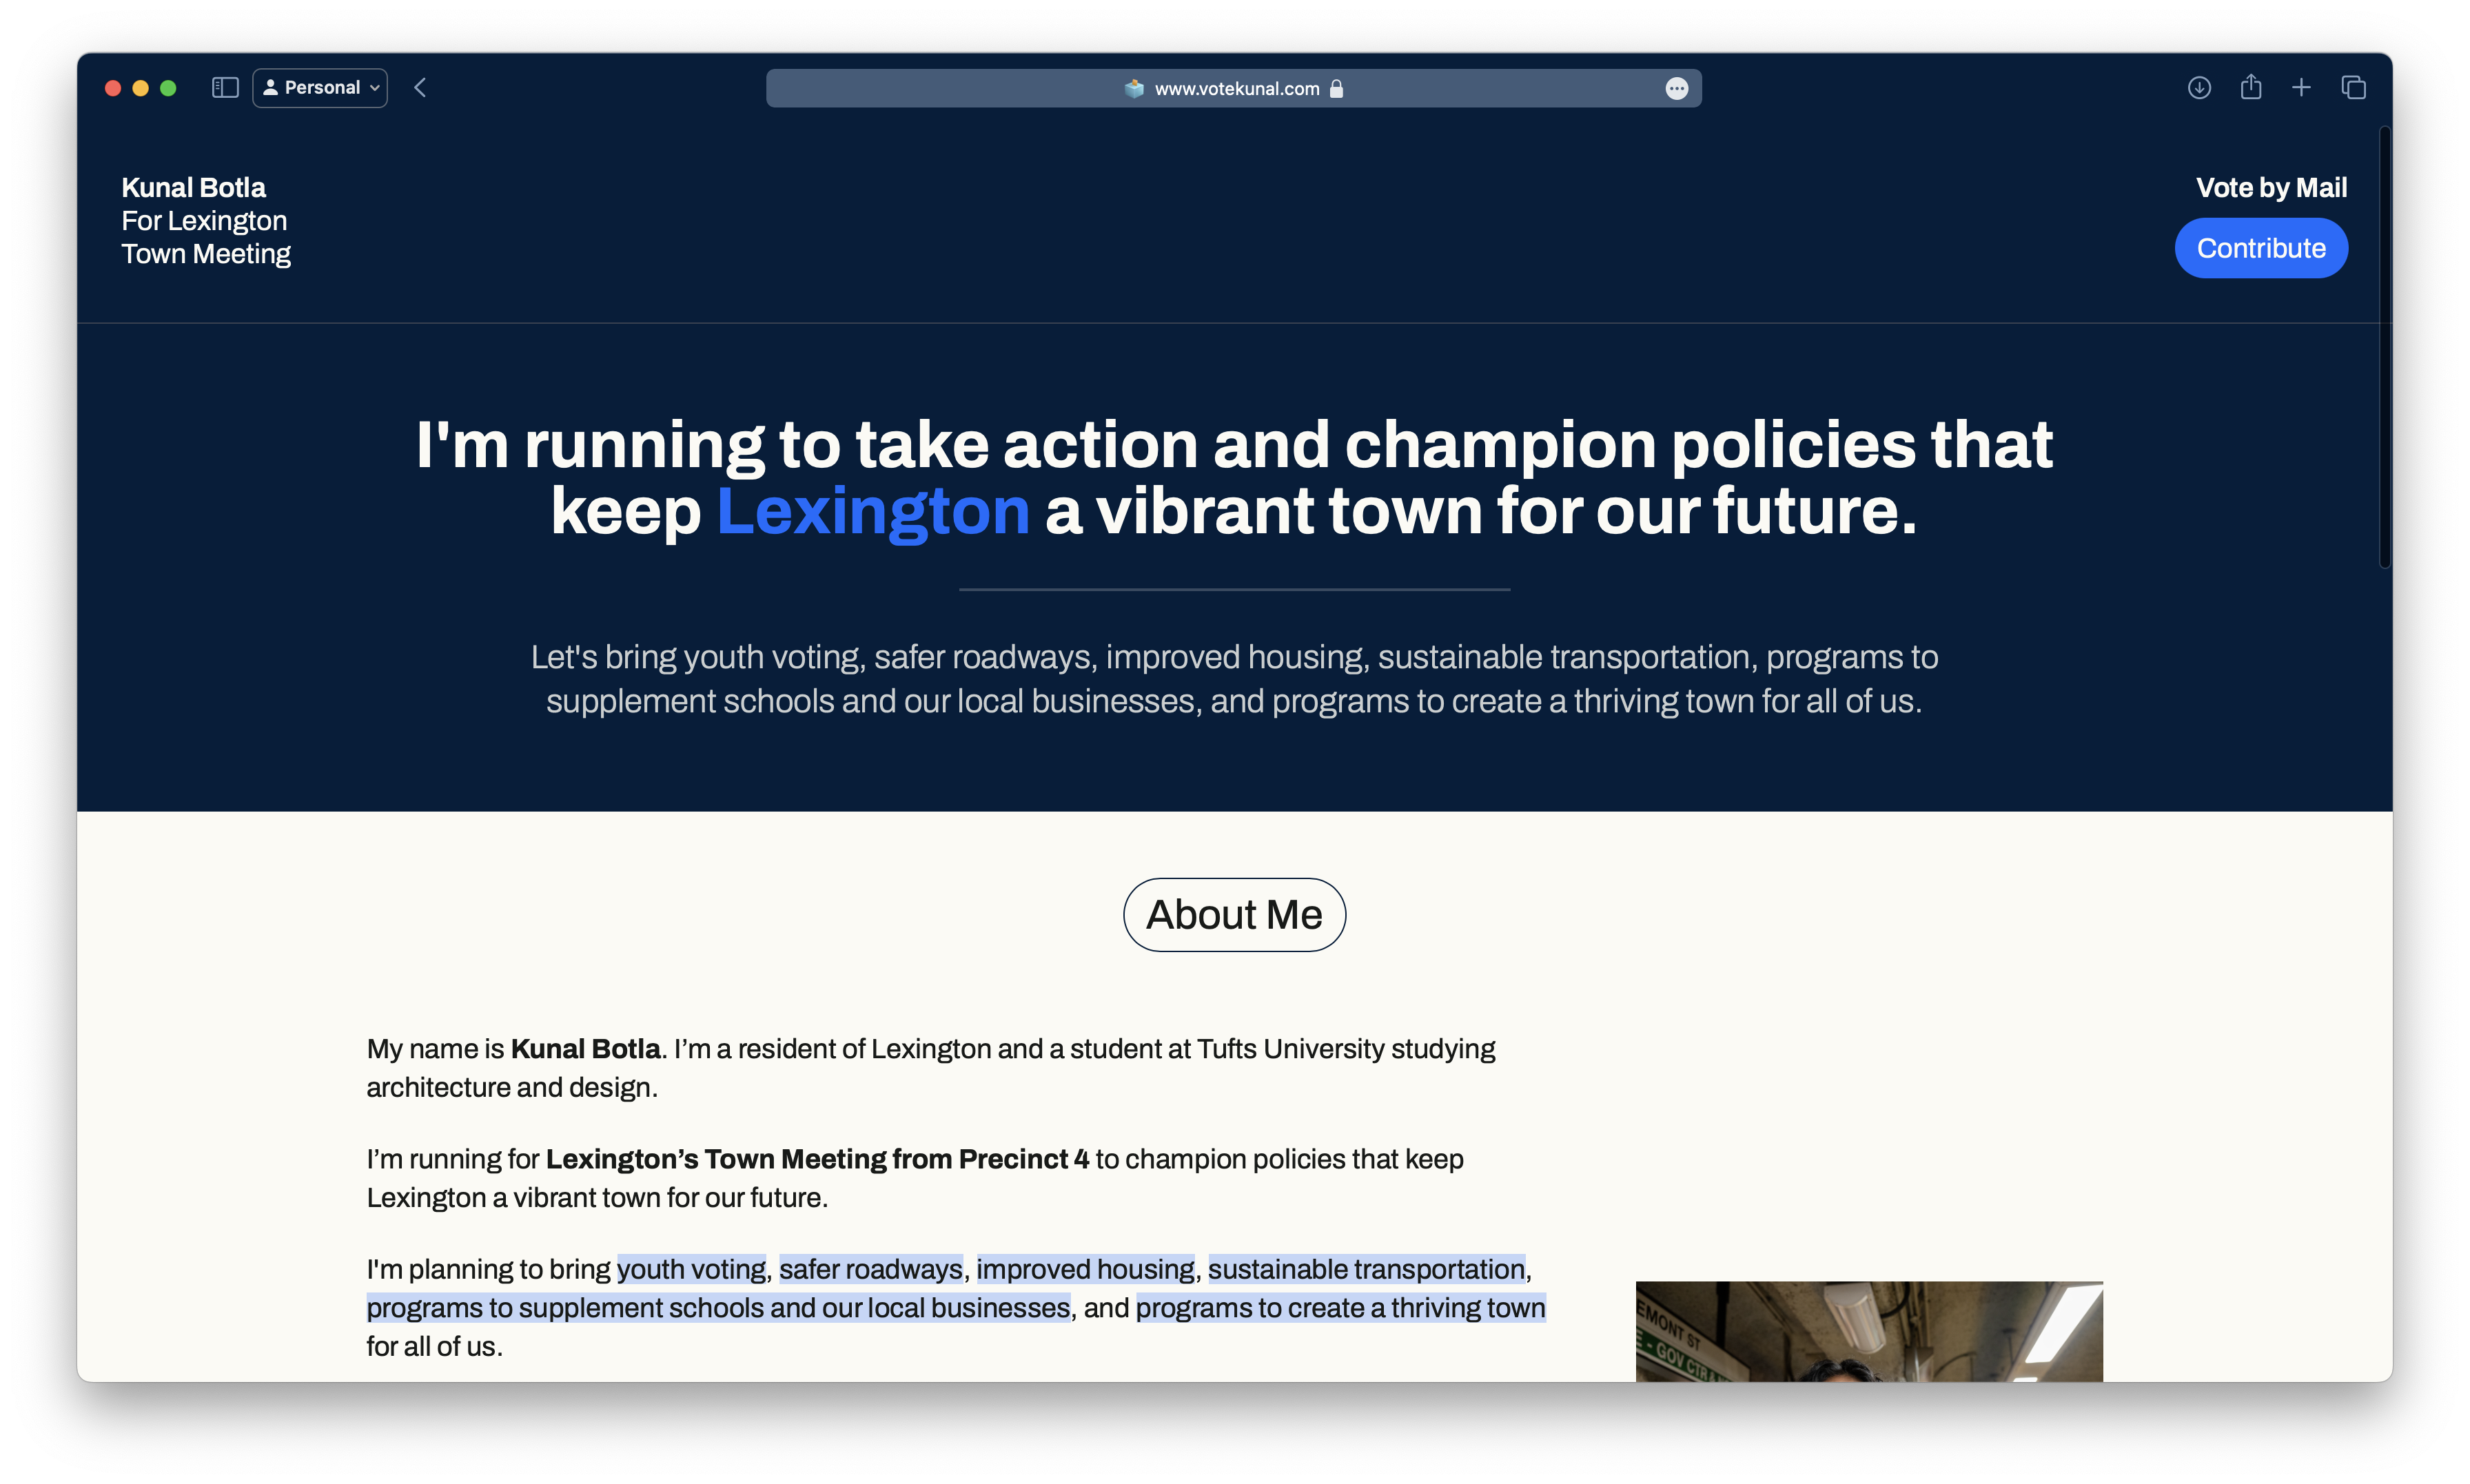 Personal
www.votekunal.com
Kunal Botla
For Lexington
Town Meeting
Vote by Mail
Contribute
I'm running to take action and champion policies that
keep Lexington a vibrant town for our future.
Let's bring youth voting, safer roadways, improved housing, sustainable transportation, programs to
supplement schools and our local businesses, and programs to create a thriving town for all of us.
About Me
My name is Kunal Botla. I’m a resident of Lexington and a student at Tufts University studying
architecture and design.
I’m running for Lexington’s Town Meeting from Precinct 4 to champion policies that keep
Lexington a vibrant town for our future.
I'm planning to bring youth voting, safer roadways, improved housing, sustainable transportation,
programs to supplement schools and our local businesses, and programs to create a thriving town
for all of us.
EMONT ST
E - GOV CTR &